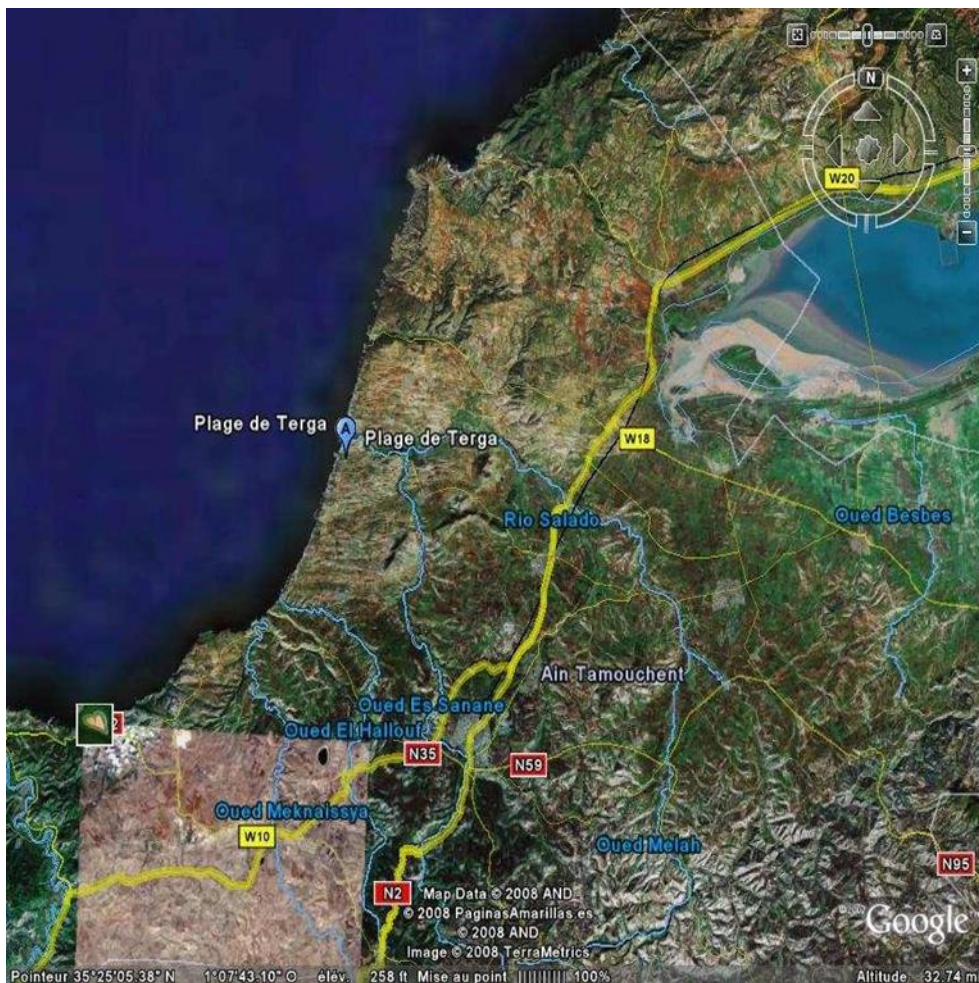 N
W20
Plage de Terga
A
Plage de Terga
W18
Rio Salado
Oued Besbes
Ain Tamouchent
Oued Es Sanane
Oued El Hallouf
2
N35
N59
Oued Meknaissya
W10
Oued Melah
N95
N2
Map Data © 2008 AND
© 2008 PaginasAmarillas.es
© 2008 AND
Image © 2008 TerraMetrics
Google
Pointeur 35°25'05.38" N 1°07'43.10" O élév. 258 ft Mise au point 100% Altitude 32.74 m